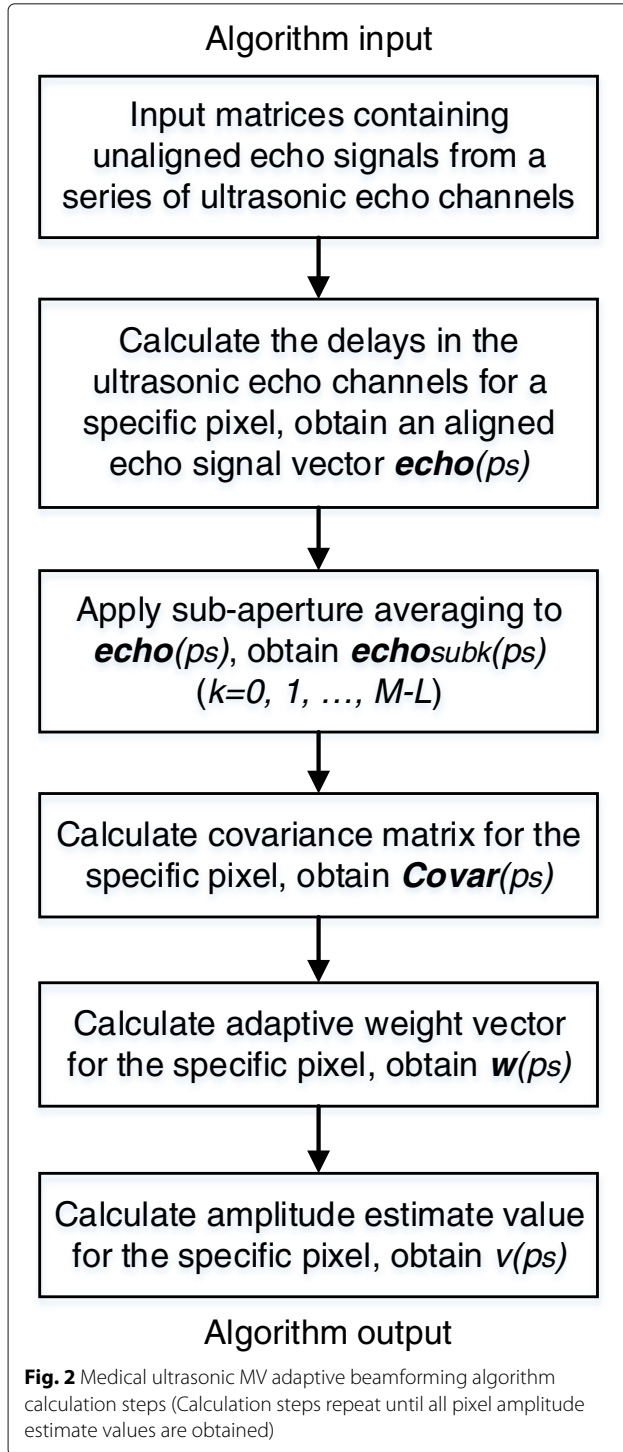 Algorithm input
Input matrices containing
unaligned echo signals from a
series of ultrasonic echo channels
Calculate the delays in the
ultrasonic echo channels for a
specific pixel, obtain an aligned
echo signal vector echo(ps)
Apply sub-aperture averaging to
echo(ps), obtain echosubk(ps)
(k=0, 1, …, M-L)
Calculate covariance matrix for the
specific pixel, obtain Covar(ps)
Calculate adaptive weight vector
for the specific pixel, obtain w(ps)
Calculate amplitude estimate value
for the specific pixel, obtain v(ps)
Algorithm output
Fig. 2 Medical ultrasonic MV adaptive beamforming algorithm
calculation steps (Calculation steps repeat until all pixel amplitude
estimate values are obtained)